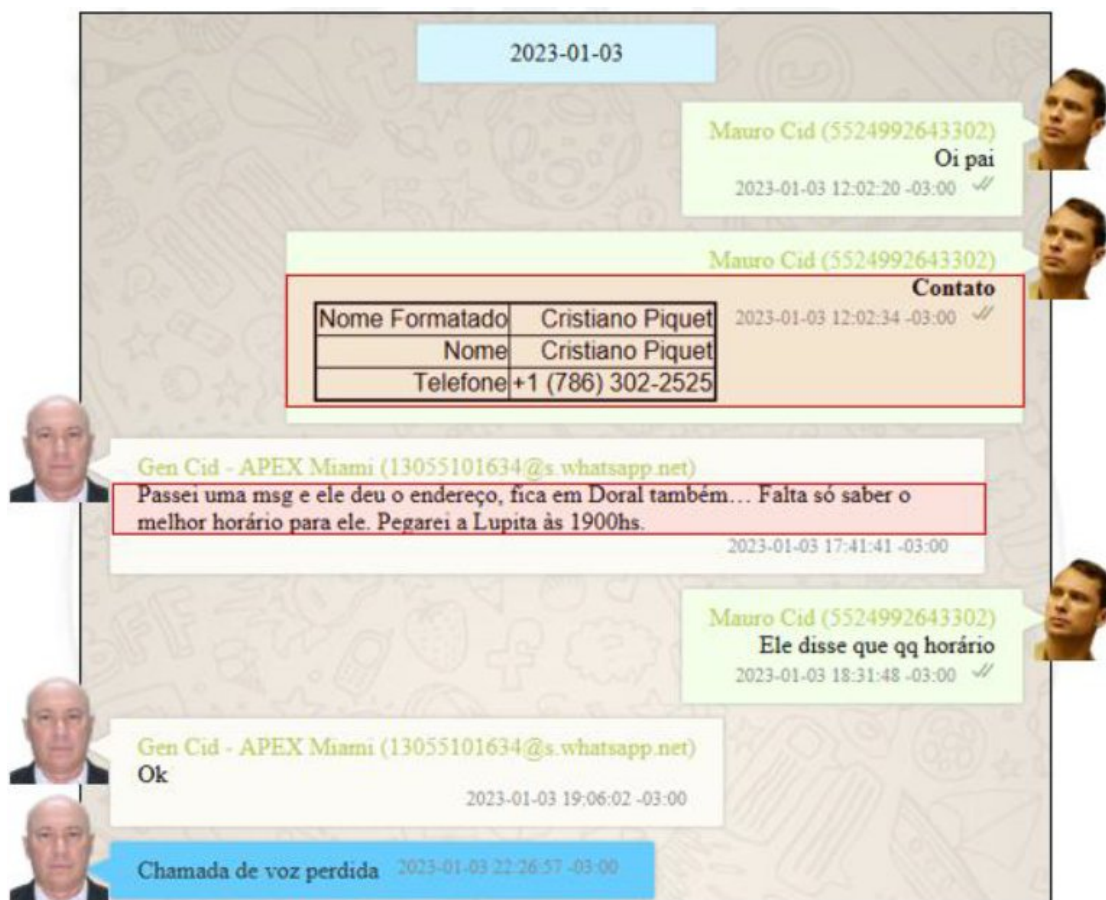 2023-01-03
Mauro Cid (5524992643302)
Oi pai
2023-01-03 12:02:20 -03:00
Mauro Cid (5524992643302)
Contato
2023-01-03 12:02:34 -03:00
Nome Formatado Cristiano Piquet
Nome Cristiano Piquet
Telefone +1 (786) 302-2525
Gen Cid - APEX Miami (13055101634@s.whatsapp.net)
Passei uma msg e ele deu o endereço, fica em Doral também… Falta só saber o
melhor horário para ele. Pegarei a Lupita às 1900hs.
2023-01-03 17:41:41 -03:00
Mauro Cid (5524992643302)
Ele disse que qq horário
2023-01-03 18:31:48 -03:00
Gen Cid - APEX Miami (13055101634@s.whatsapp.net)
Ok
2023-01-03 19:06:02 -03:00
Chamada de voz perdida 2023-01-03 22:26:57 -03:00